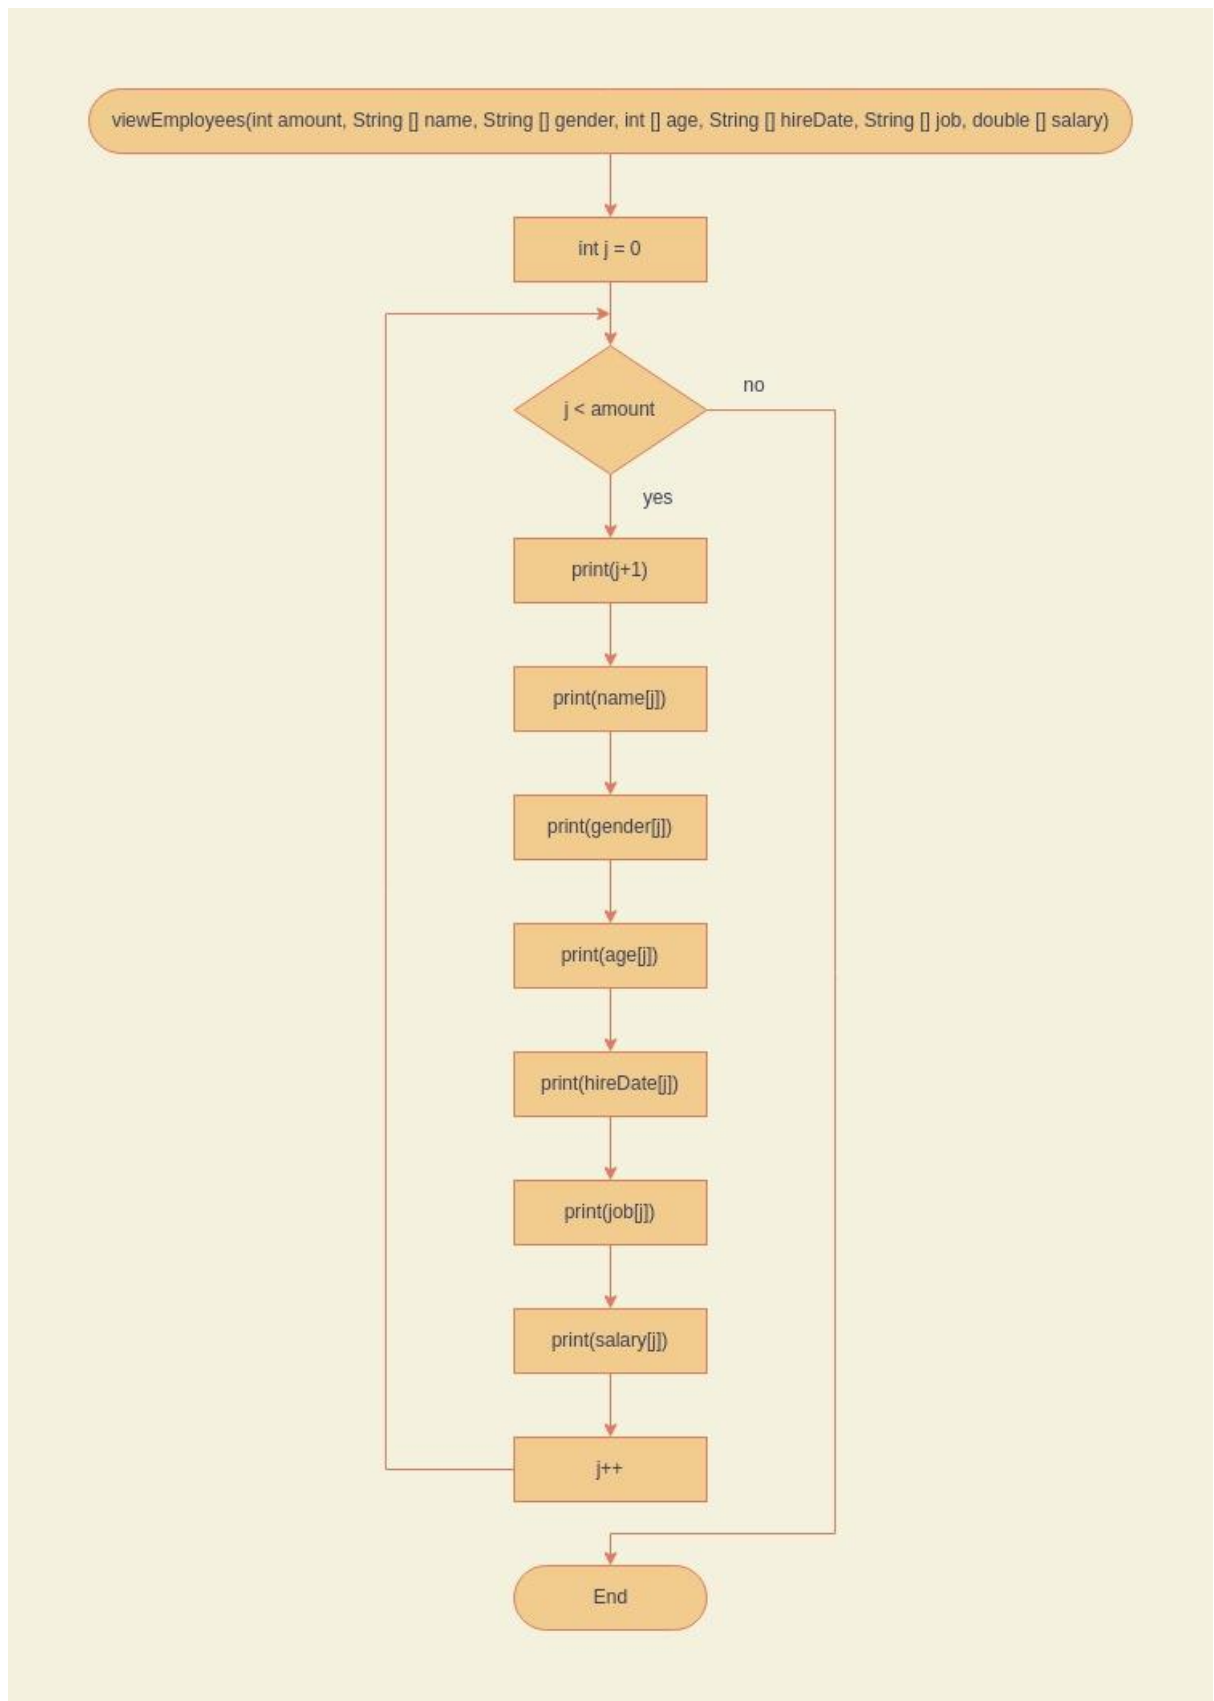 viewEmployees(int amount, String [] name, String [] gender, int [] age, String [] hireDate, String [] job, double [] salary)
int j = 0
j < amount
no
yes
print(j+1)
print(name[j])
print(gender[j])
print(age[j])
print(hireDate[j])
print(job[j])
print(salary[j])
j++
End